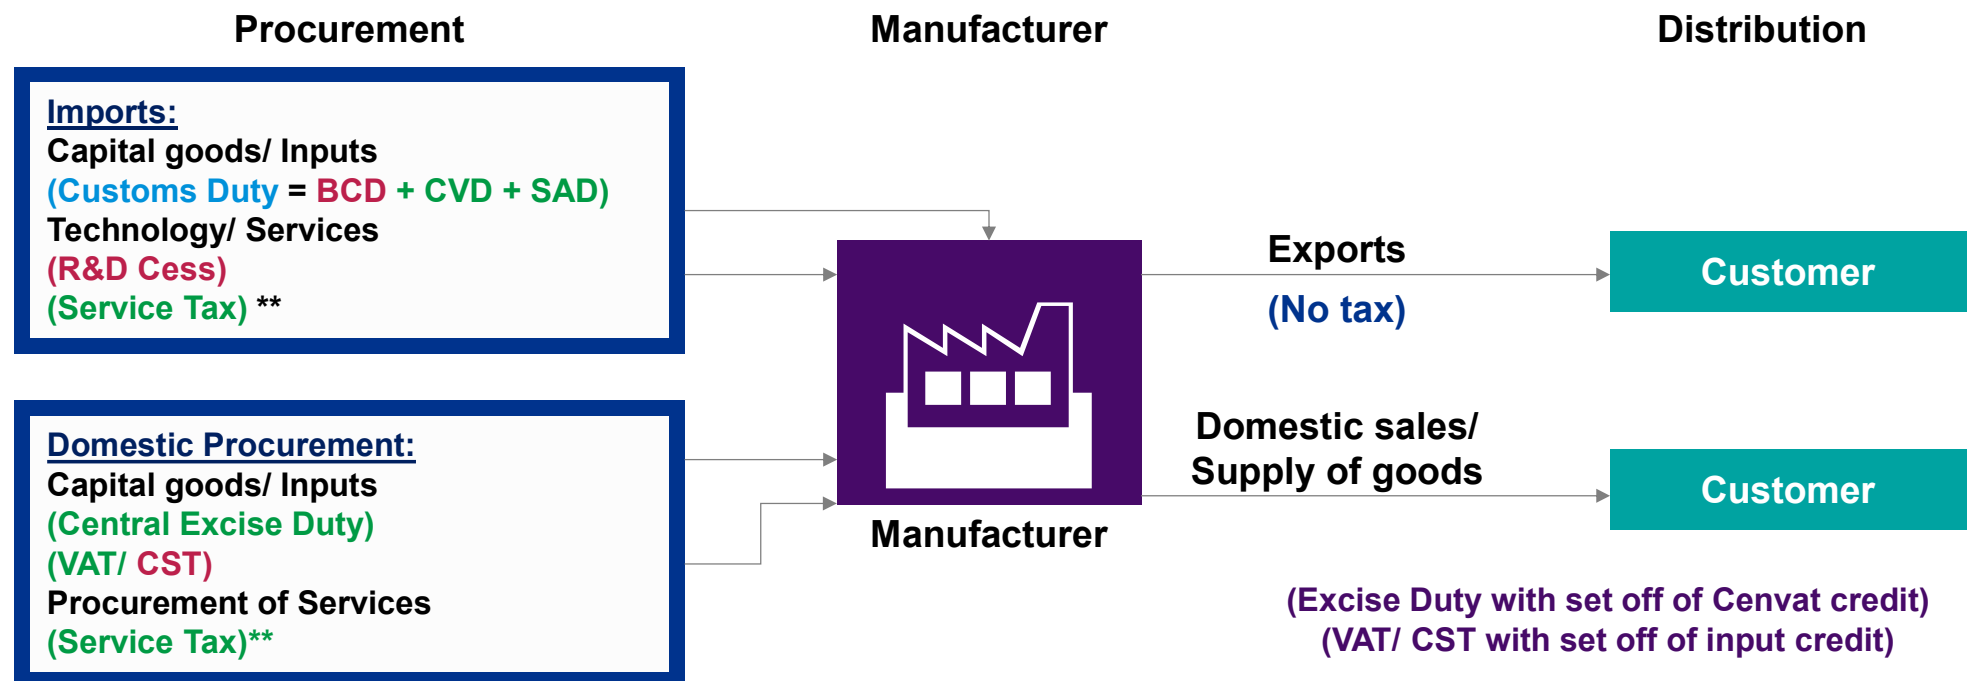 Procurement
Manufacturer
Distribution
Imports:
Capital goods/ Inputs
(Customs Duty = BCD + CVD + SAD)
Technology/ Services
(R&D Cess)
(Service Tax) **
Domestic Procurement:
Capital goods/ Inputs
(Central Excise Duty)
(VAT/ CST)
Procurement of Services
(Service Tax)**
Manufacturer
Exports
(No tax)
Customer
Domestic sales/
Supply of goods
Customer
(Excise Duty with set off of Cenvat credit)
(VAT/ CST with set off of input credit)